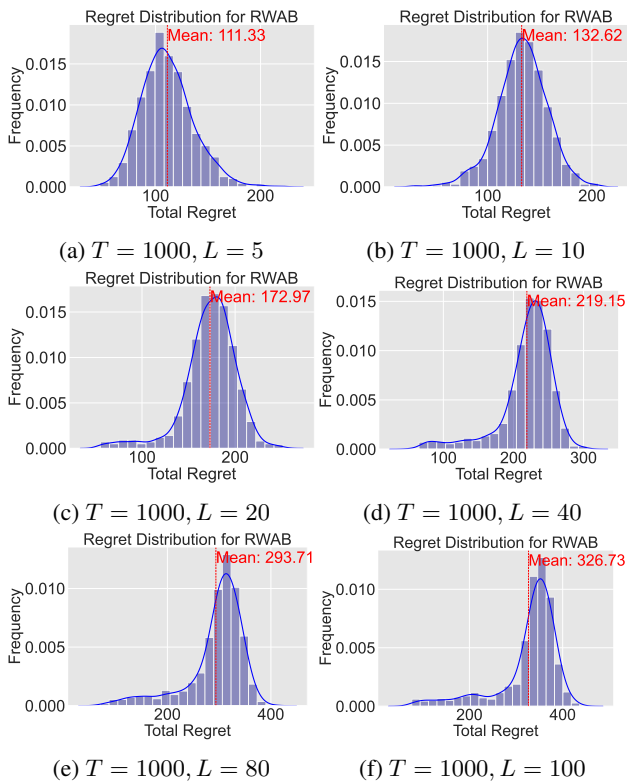 Regret Distribution for RWAB
Mean: 111.33
0.015
0.010
0.005
0.000
Frequency
100
200
Total Regret
(a) T = 1000, L = 5
Regret Distribution for RWAB
Mean: 132.62
0.015
0.010
0.005
0.000
Frequency
100
200
Total Regret
(b) T = 1000, L = 10
Regret Distribution for RWAB
Mean: 172.97
0.015
0.010
0.005
0.000
Frequency
100
200
Total Regret
(c) T = 1000, L = 20
Regret Distribution for RWAB
Mean: 219.15
0.015
0.010
0.005
0.000
Frequency
100
200
300
Total Regret
(d) T = 1000, L = 40
Regret Distribution for RWAB
Mean: 293.71
0.010
0.005
0.000
Frequency
200
400
Total Regret
(e) T = 1000, L = 80
Regret Distribution for RWAB
Mean: 326.73
0.010
0.005
0.000
Frequency
200
400
Total Regret
(f) T = 1000, L = 100